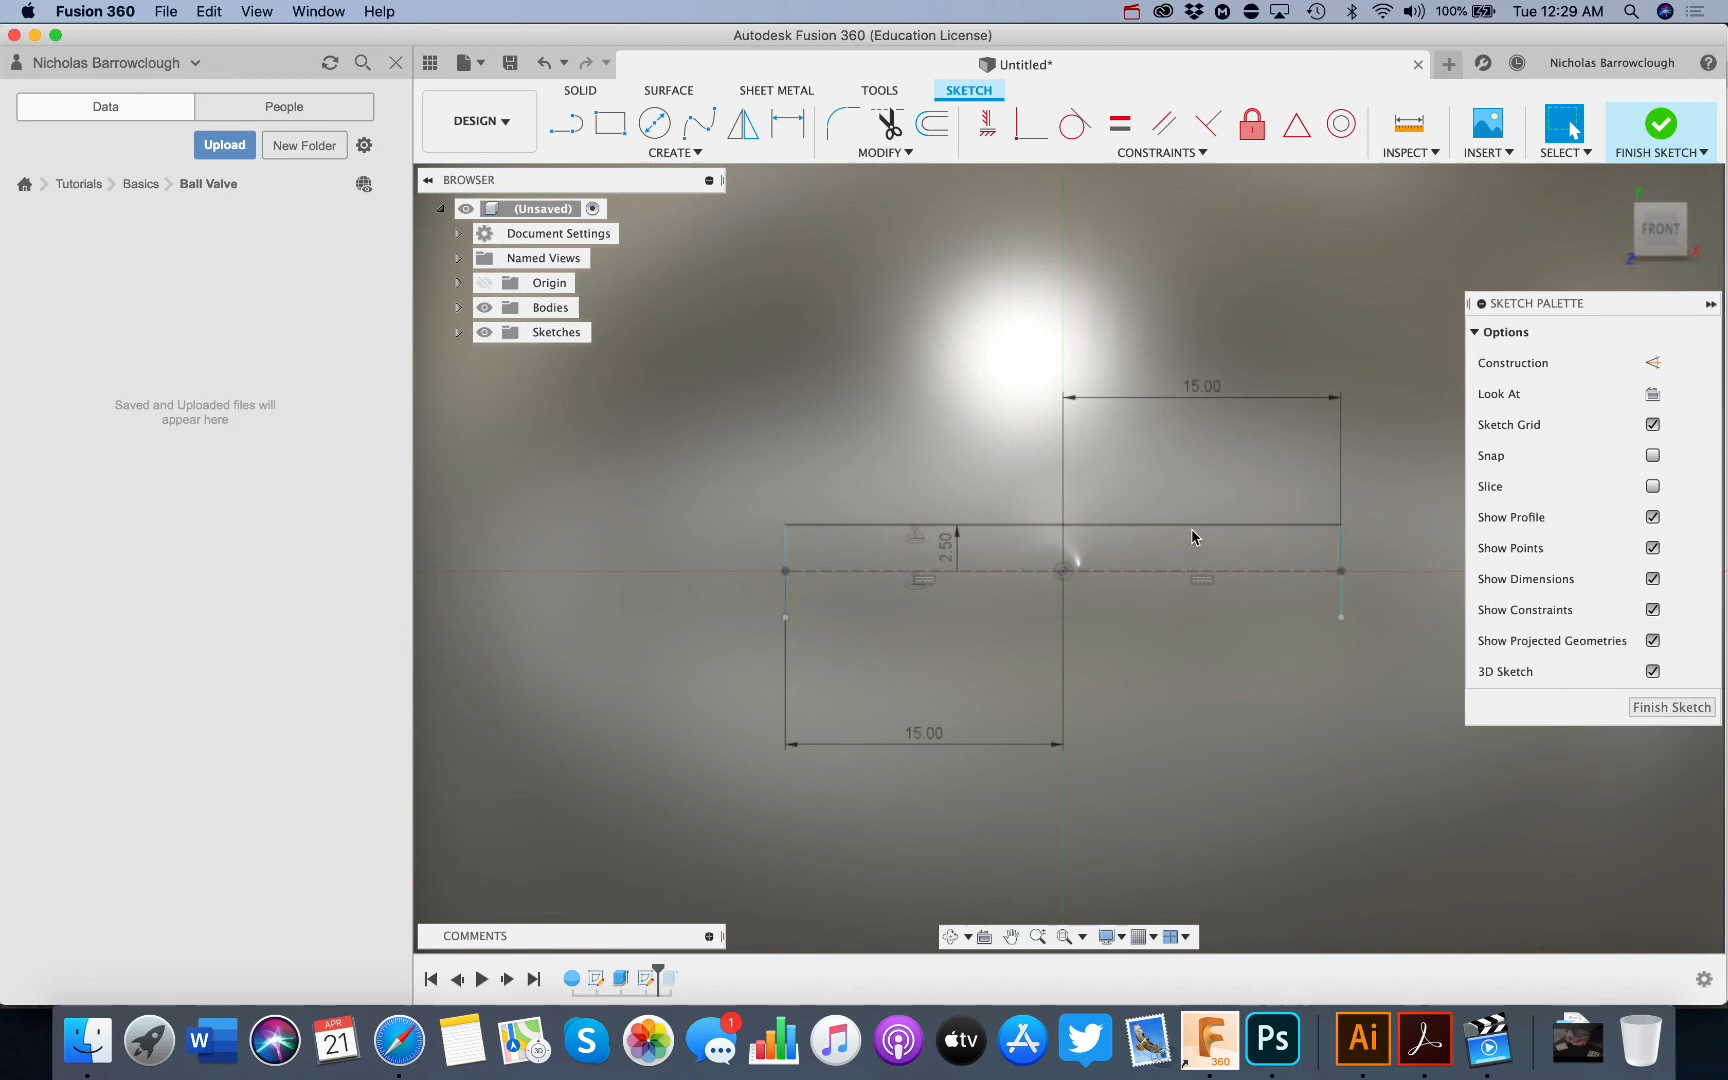 Fusion 360 File Edit View Window Help 100% Tue 12:29 AM
Autodesk Fusion 360 (Education License)
Nicholas Barrowclough
Untitled*
Nicholas Barrowclough
Data People
Upload New Folder
Tutorials Basics Ball Valve
Saved and Uploaded files will
appear here
SOLID SURFACE SHEET METAL TOOLS SKETCH
DESIGN
CREATE MODIFY CONSTRAINTS INSPECT INSERT SELECT FINISH SKETCH
BROWSER
(Unsaved)
Document Settings
Named Views
Origin
Bodies
Sketches
FRONT
Y
X
Z
SKETCH PALETTE
Options
Construction
Look At
Sketch Grid
Snap
Slice
Show Profile
Show Points
Show Dimensions
Show Constraints
Show Projected Geometries
3D Sketch
Finish Sketch
15.00
2.50
15.00
COMMENTS
APR
21
3D
1
tv
360
Ps
Ai